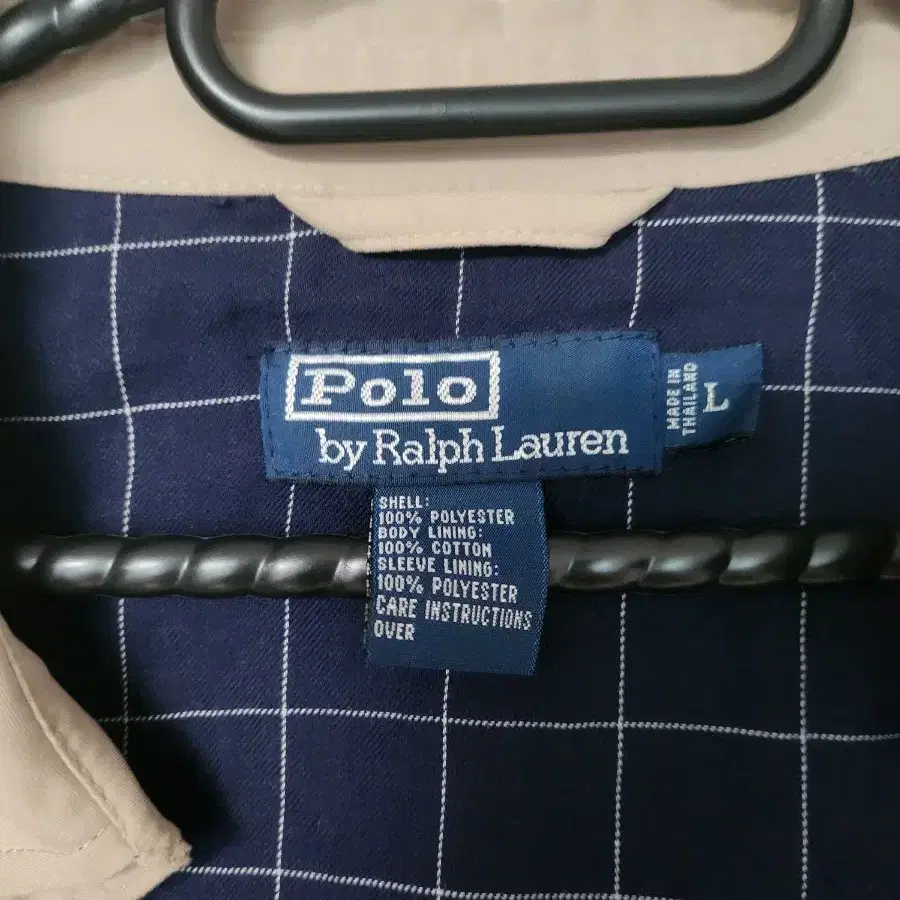 Polo
by Ralph Lauren
MADE IN
THAILAND
L
SHELL:
100% POLYESTER
BODY LINING:
100% COTTON
SLEEVE LINING:
100% POLYESTER
CARE INSTRUCTIONS
OVER